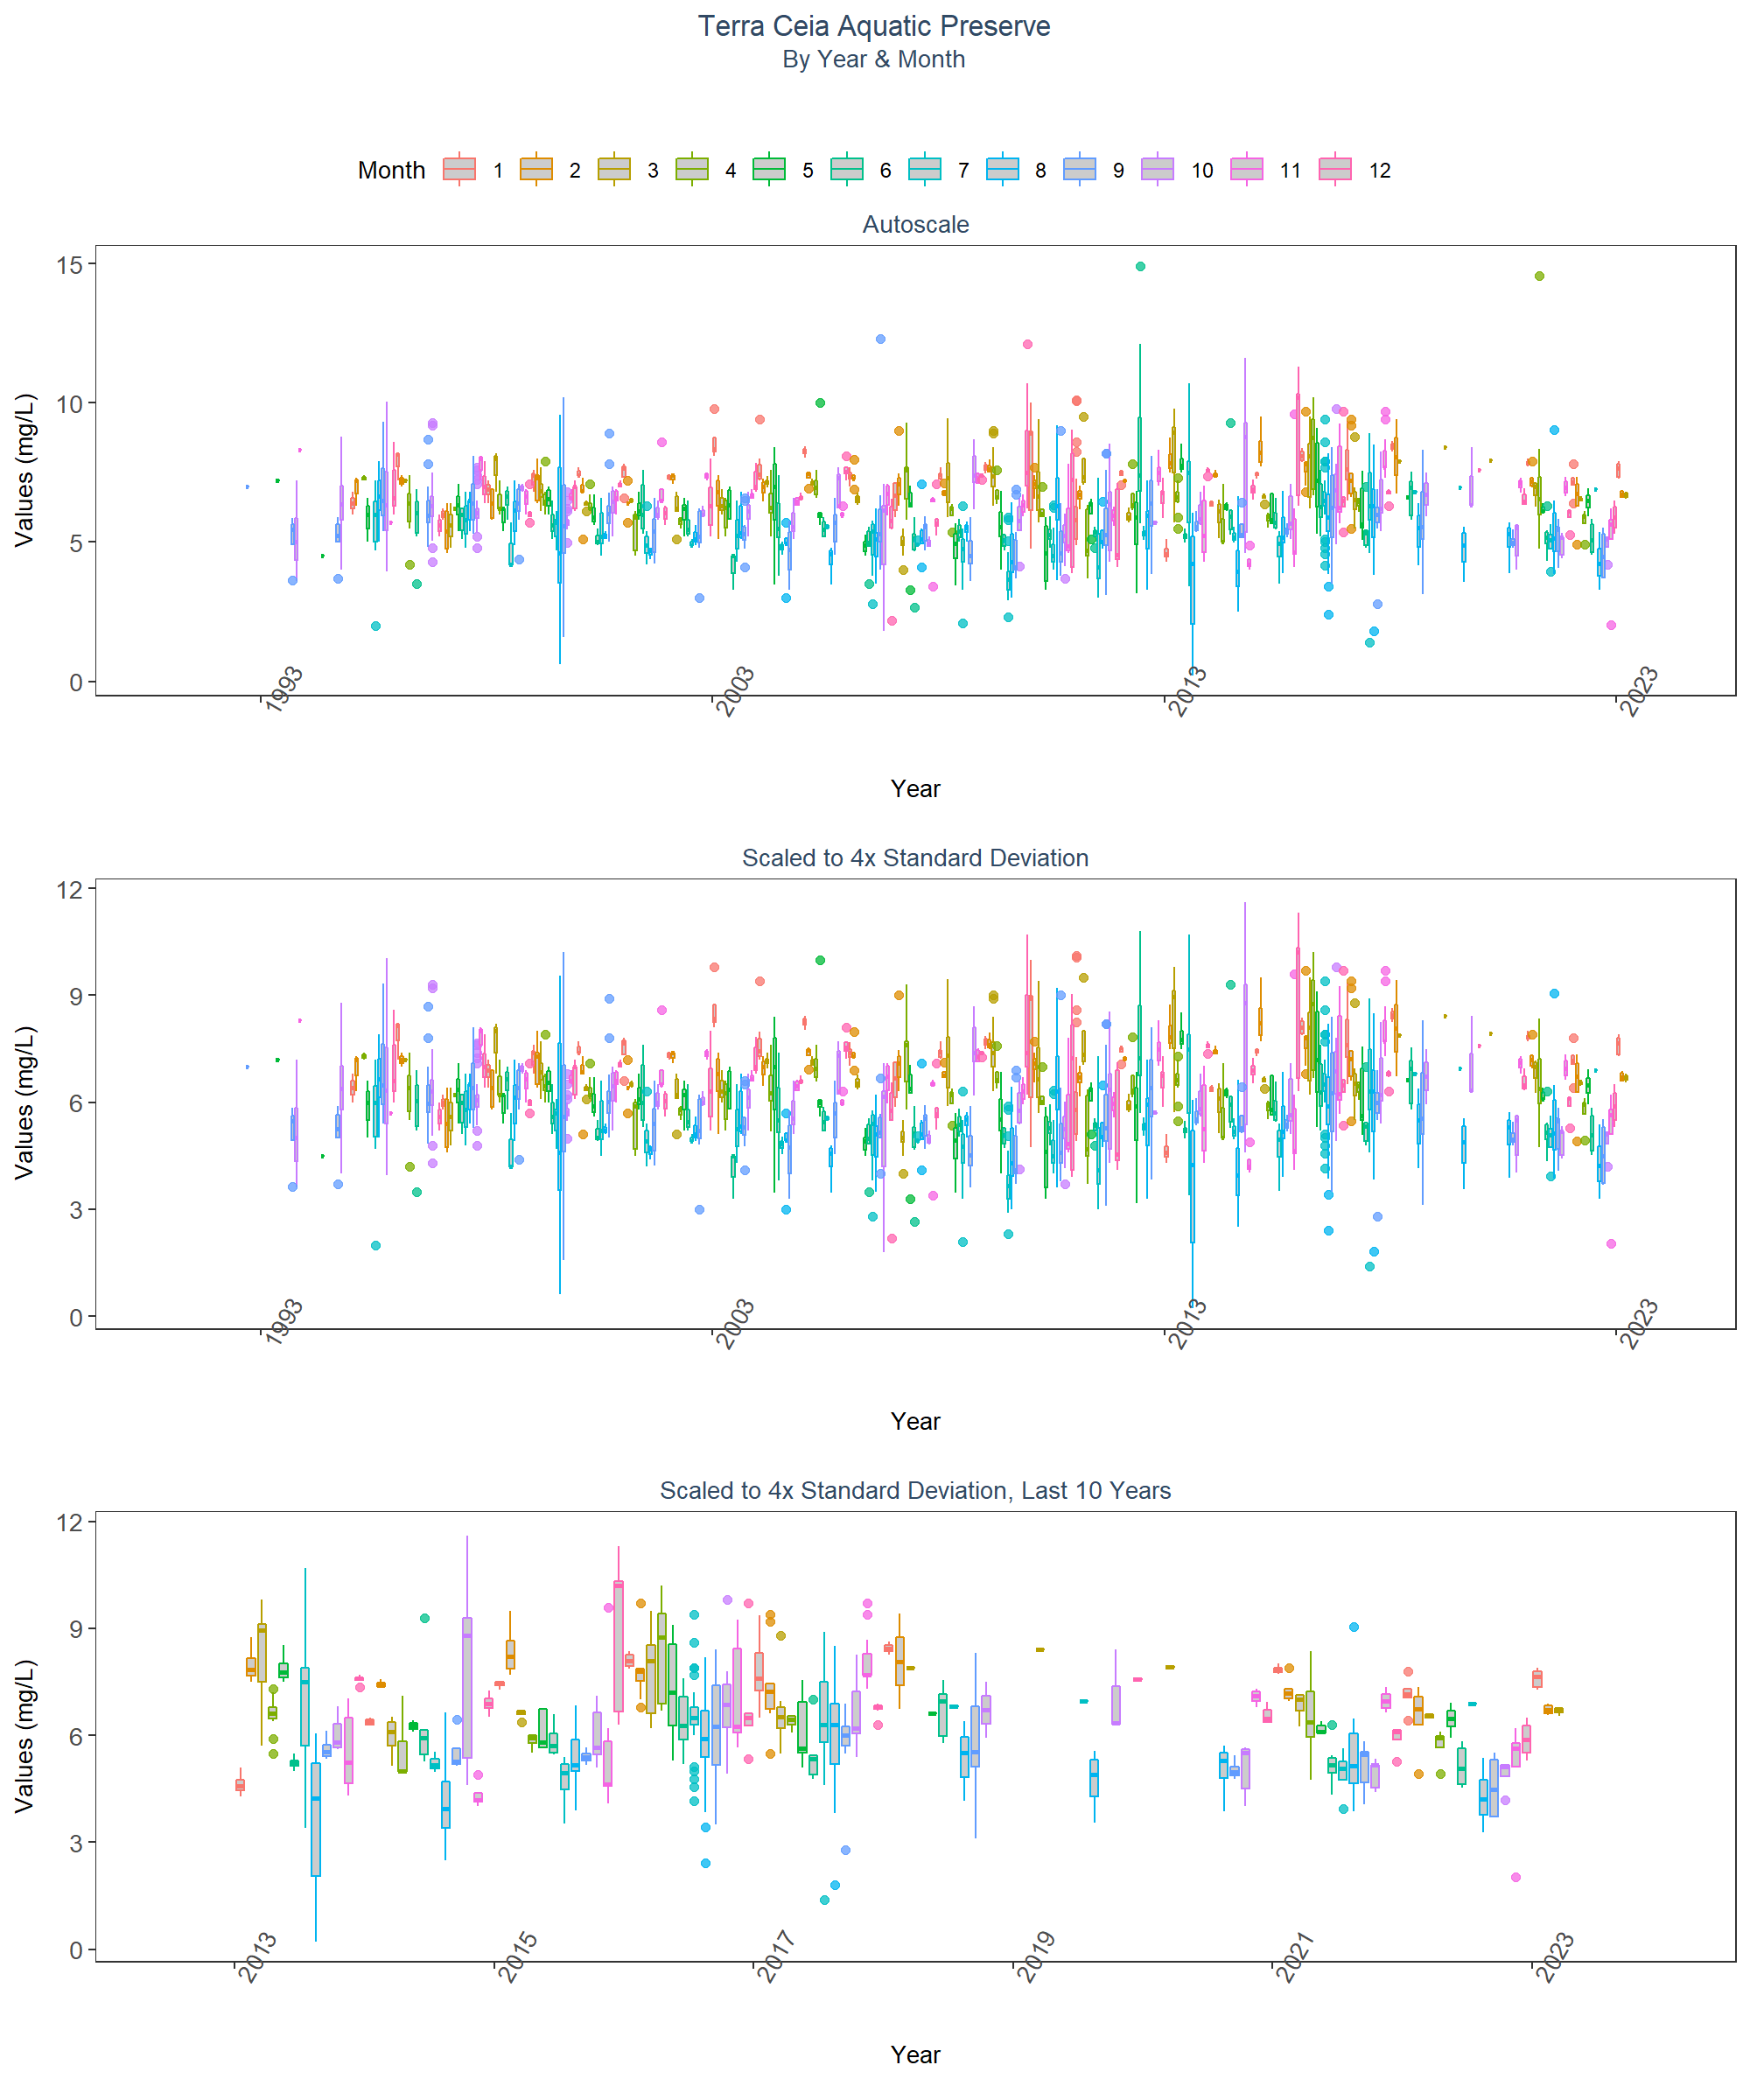 Terra Ceia Aquatic Preserve
By Year & Month
Month 1 2 3 4 5 6 7 8 9 10 11 12
Autoscale
15
10
5
0
Values (mg/L)
1993 2003 2013 2023
Year
Scaled to 4x Standard Deviation
12
9
6
3
0
Values (mg/L)
1993 2003 2013 2023
Year
Scaled to 4x Standard Deviation, Last 10 Years
12
9
6
3
0
Values (mg/L)
2013 2015 2017 2019 2021 2023
Year